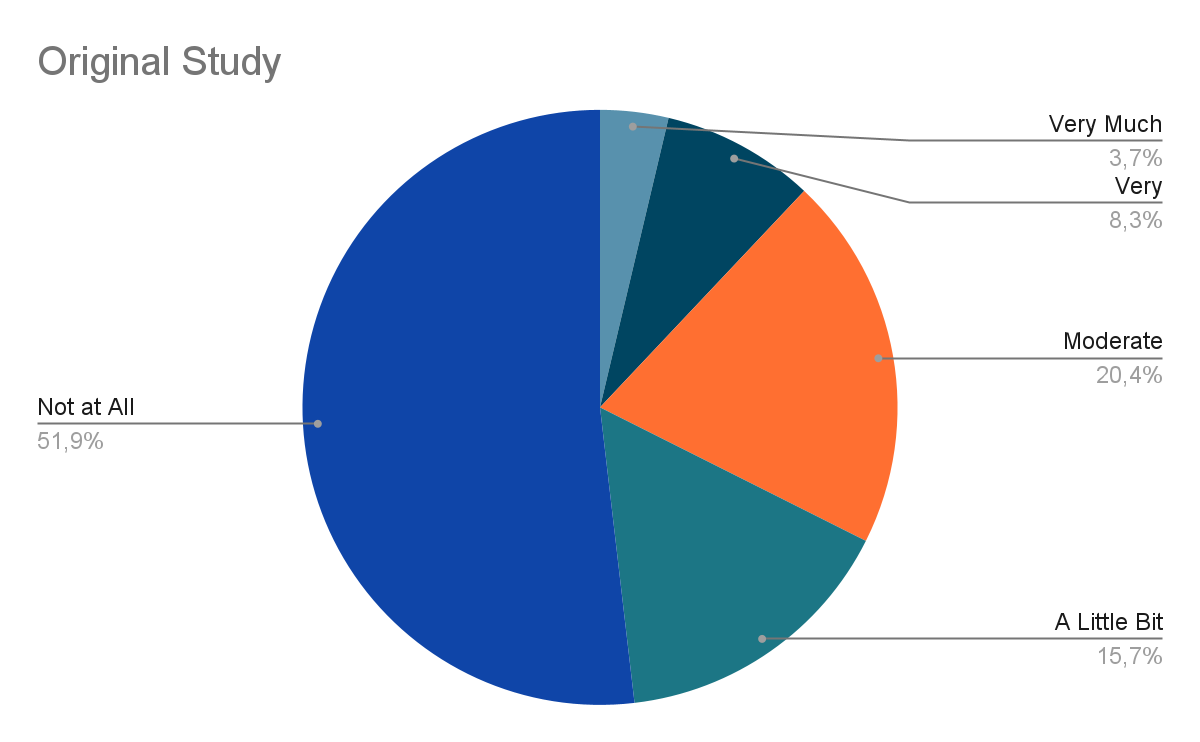 Original Study
Very Much
3,7%
Very
8,3%
Moderate
20,4%
Not at All
51,9%
A Little Bit
15,7%